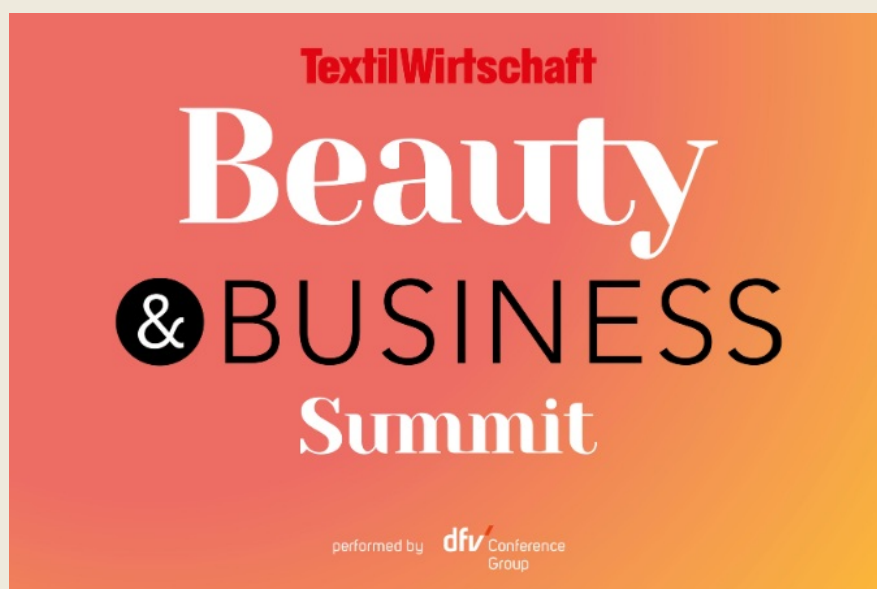 TextilWirtschaft
Beauty
& BUSINESS
Summit
performed by dfv Conference
Group